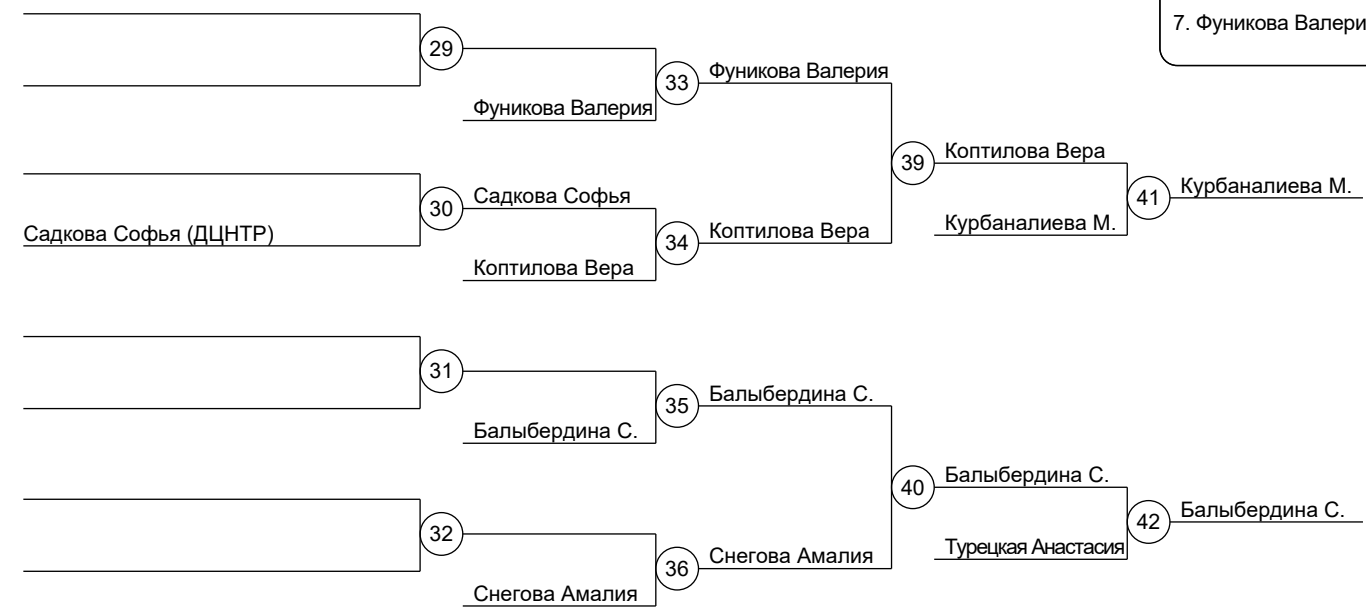 7. Фуникова Валери
29
33
Фуникова Валерия
Фуникова Валерия
39
Коптилова Вера
Садкова Софья (ДЦНТР)
30
Садкова Софья
34
Коптилова Вера
Курбаналиева М.
41
Курбаналиева М.
Коптилова Вера
31
35
Балыбердина С.
Балыбердина С.
40
Балыбердина С.
42
Балыбердина С.
32
36
Снегова Амалия
Турецкая Анастасия
Снегова Амалия